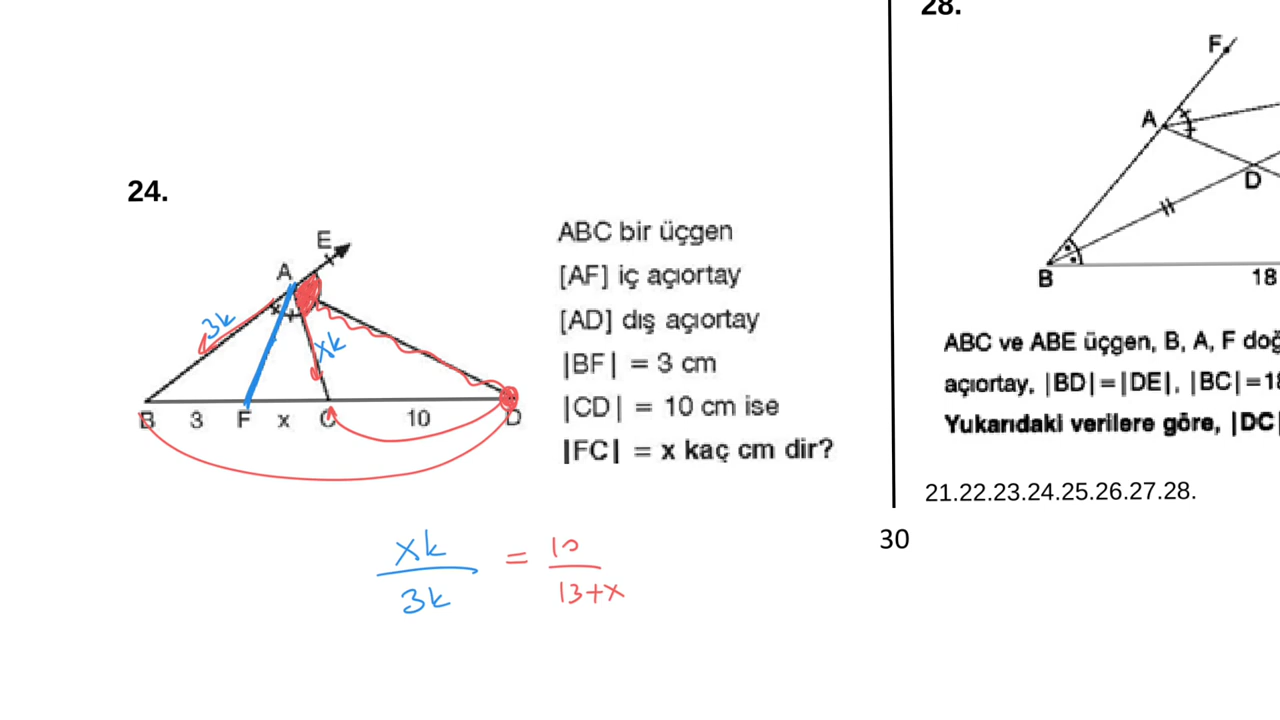 24.
E
A
3k
xk
B 3 F x C 10 D
ABC bir üçgen
[AF] iç açıortay
[AD] dış açıortay
|BF| = 3 cm
|CD| = 10 cm ise
|FC| = x kaç cm dir?
xk = 10
3k 13+x
28.
F
A
D
B
18
ABC ve ABE üçgen, B, A, F
açıortay, |BD|=|DE|, |BC|=18
Yukarıdaki verilere göre, |DC|
21.22.23.24.25.26.27.28.
30